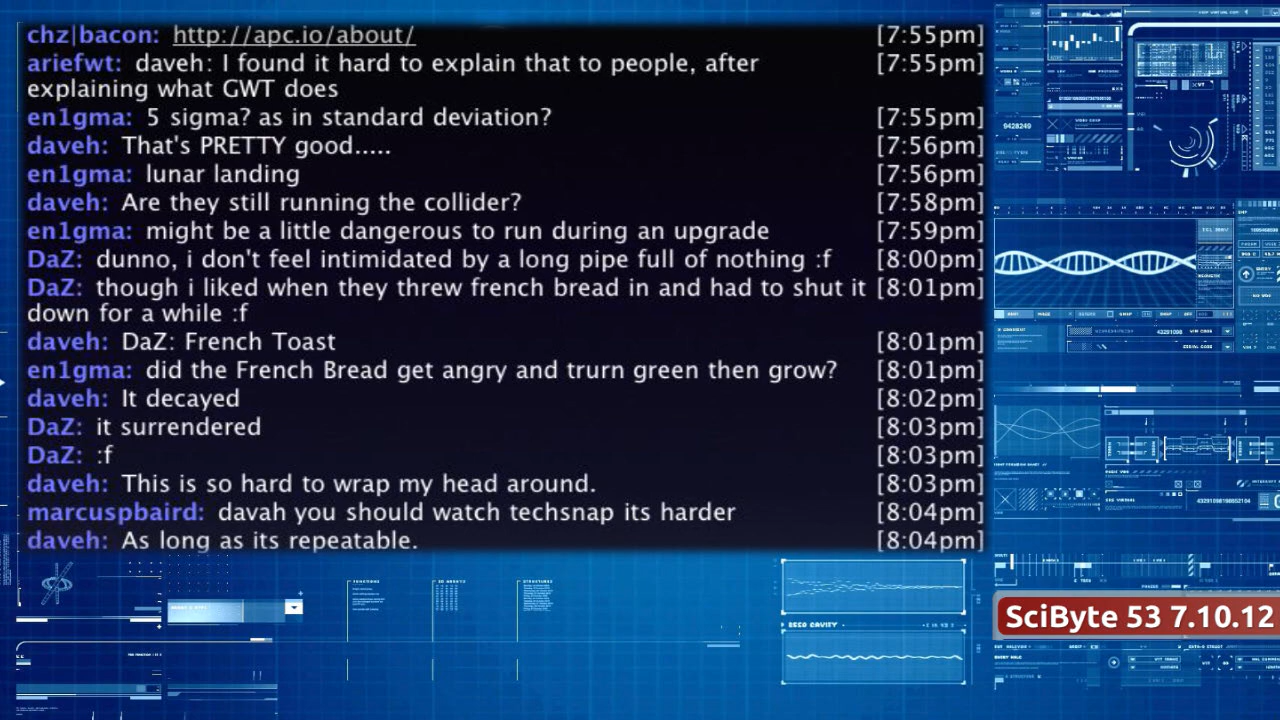 chz|bacon: http://apc.io/about/ [7:55pm]
ariefwt: daveh: I found it hard to explain that to people, after [7:55pm]
explaining what GWT does
en1gma: 5 sigma? as in standard deviation? [7:55pm]
daveh: That's PRETTY good.... [7:56pm]
en1gma: lunar landing [7:56pm]
daveh: Are they still running the collider? [7:58pm]
en1gma: might be a little dangerous to run during an upgrade [7:59pm]
DaZ: dunno, i don't feel intimidated by a long pipe full of nothing :f [8:00pm]
DaZ: though i liked when they threw french bread in and had to shut it [8:01pm]
down for a while :f
daveh: DaZ: French Toast [8:01pm]
en1gma: did the French Bread get angry and trurn green then grow? [8:01pm]
daveh: It decayed [8:02pm]
DaZ: it surrendered [8:03pm]
DaZ: :f [8:03pm]
daveh: This is so hard to wrap my head around. [8:03pm]
marcuspbaird: davah you should watch techsnap its harder [8:04pm]
daveh: As long as its repeatable. [8:04pm]
9428249
43291098
SciByte 53 7.10.12